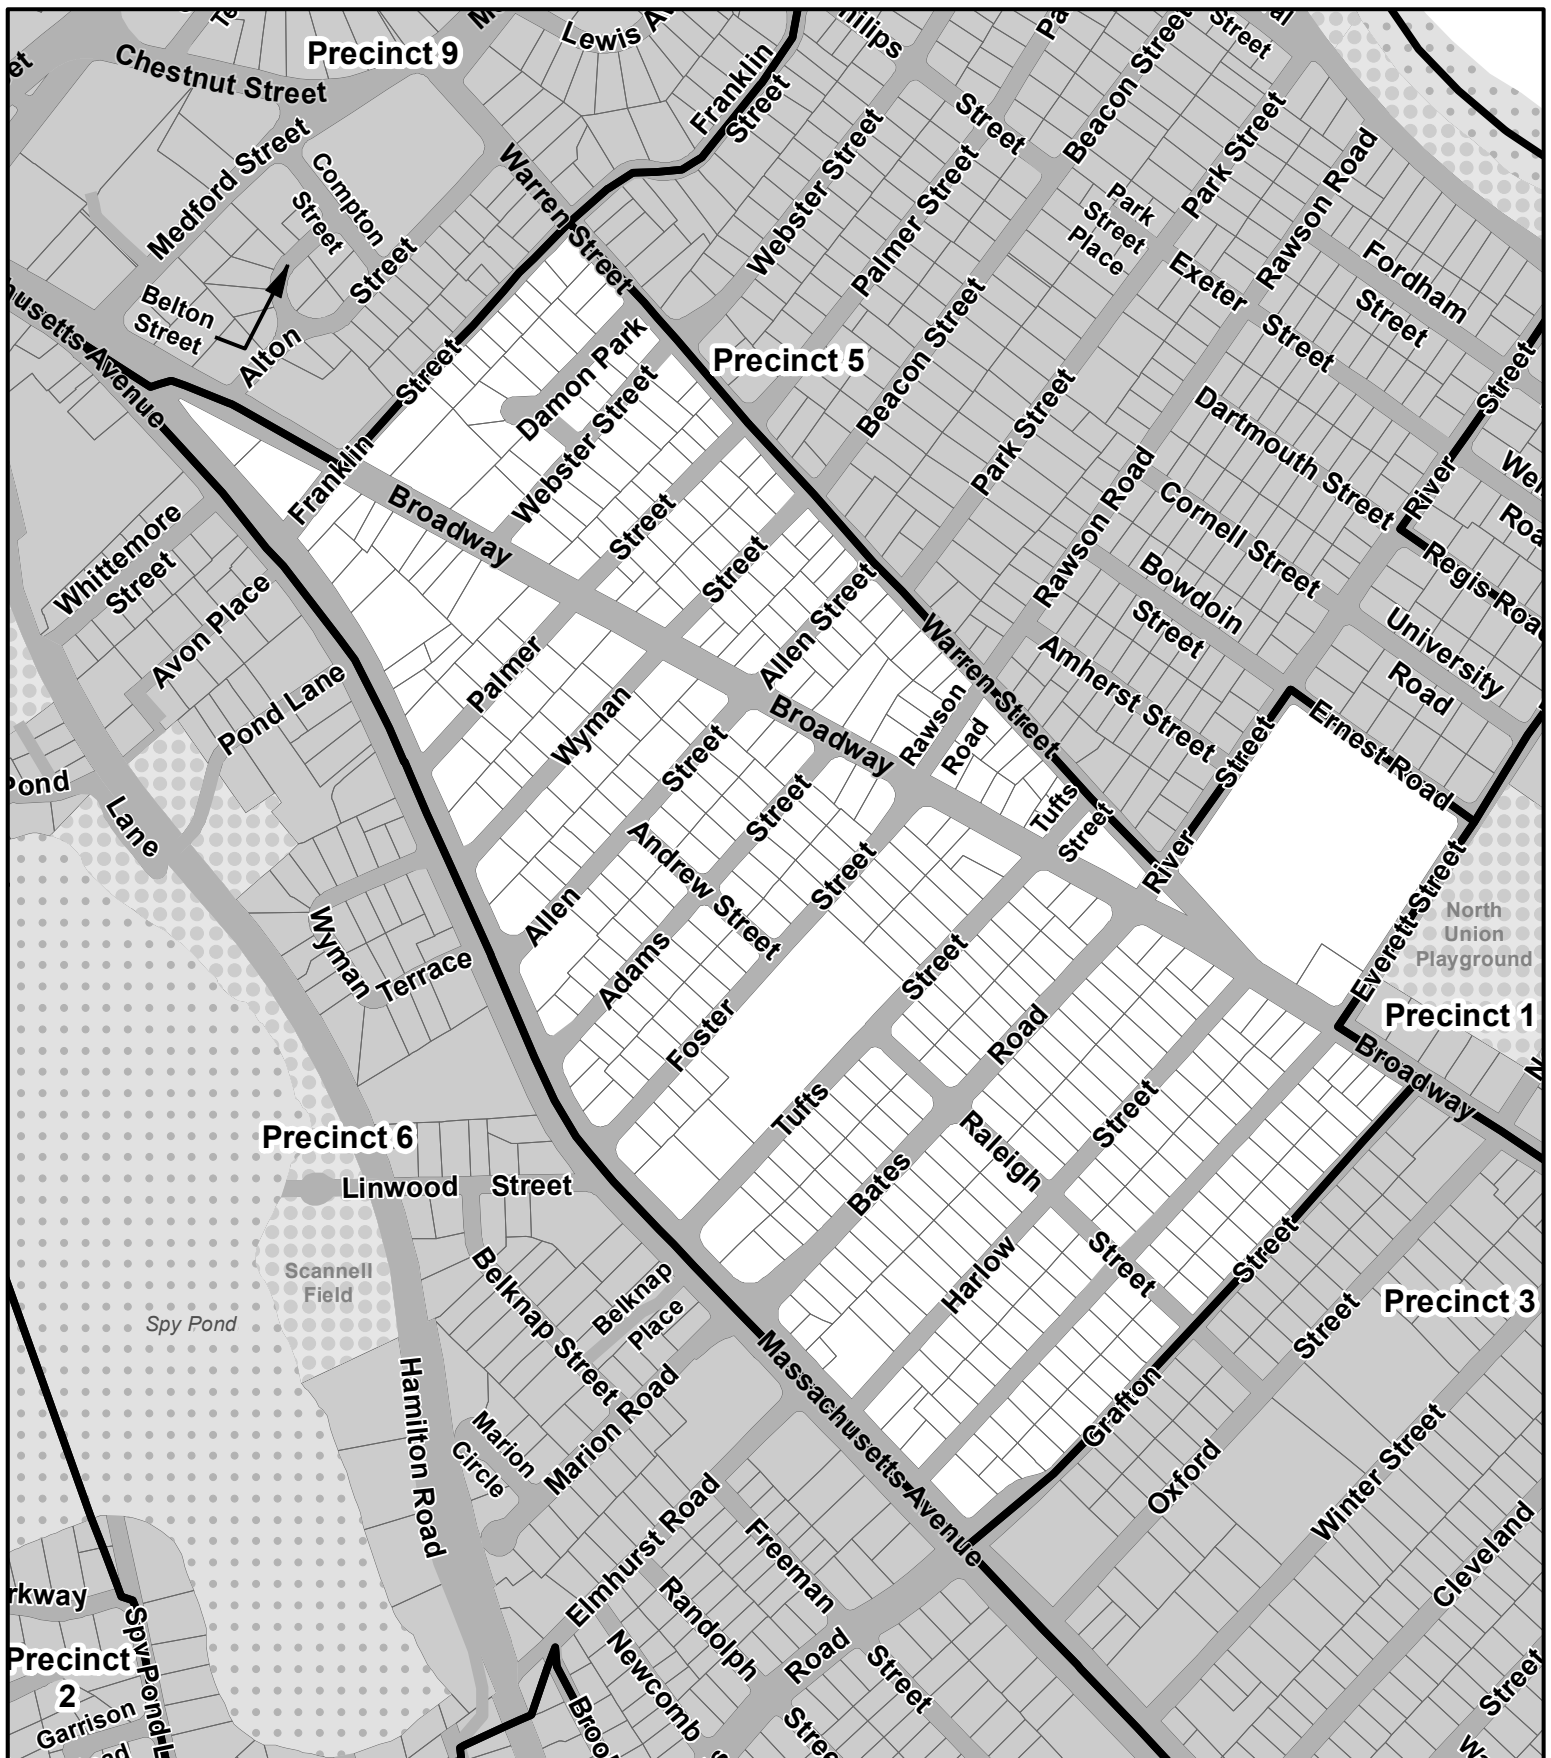 Precinct 9
Lewis
Chestnut Street
Franklin
Street
Street
Beacon Street
Street
Webster Street
Palmer Street
Park
Street
Place
Park Street
Rawson Road
Medford Street
Compton
Street
Warren Street
Street
Belton
Street
Alton
Exeter
Street
Fordham
Street
Avenue
Franklin
Street
Damon Park
Webster Street
Precinct 5
Beacon Street
Park Street
Dartmouth Street
River
Street
Broadway
Street
Street
Allen Street
Rawson Road
Cornell Street
Bowdoin
Street
Regis Road
University
Road
Whittemore
Street
Avon Place
Pond Lane
Palmer
Wyman
Street
Street
Broadway
Rawson
Road
Warren Street
Amherst Street
Tufts
Street
River
Street
Ernest Road
Everett Street
North
Union
Playground
Pond
Lane
Allen
Andrew Street
Adams
Street
Foster
Wyman
Terrace
Street
Road
Precinct 1
Broadway
Precinct 6
Linwood Street
Tufts
Bates
Raleigh
Street
Street
Harlow
Street
Scannell
Field
Spy Pond
Belknap Street
Belknap
Place
Precinct 3
Hamilton Road
Marion
Circle
Marion Road
Massachusetts Avenue
Grafton
Street
Oxford
Winter Street
Cleveland
Street
Elmhurst Road
Freeman
Street
Randolph
Road
Newcomb
Precinct
2
Garrison
Spy Pond